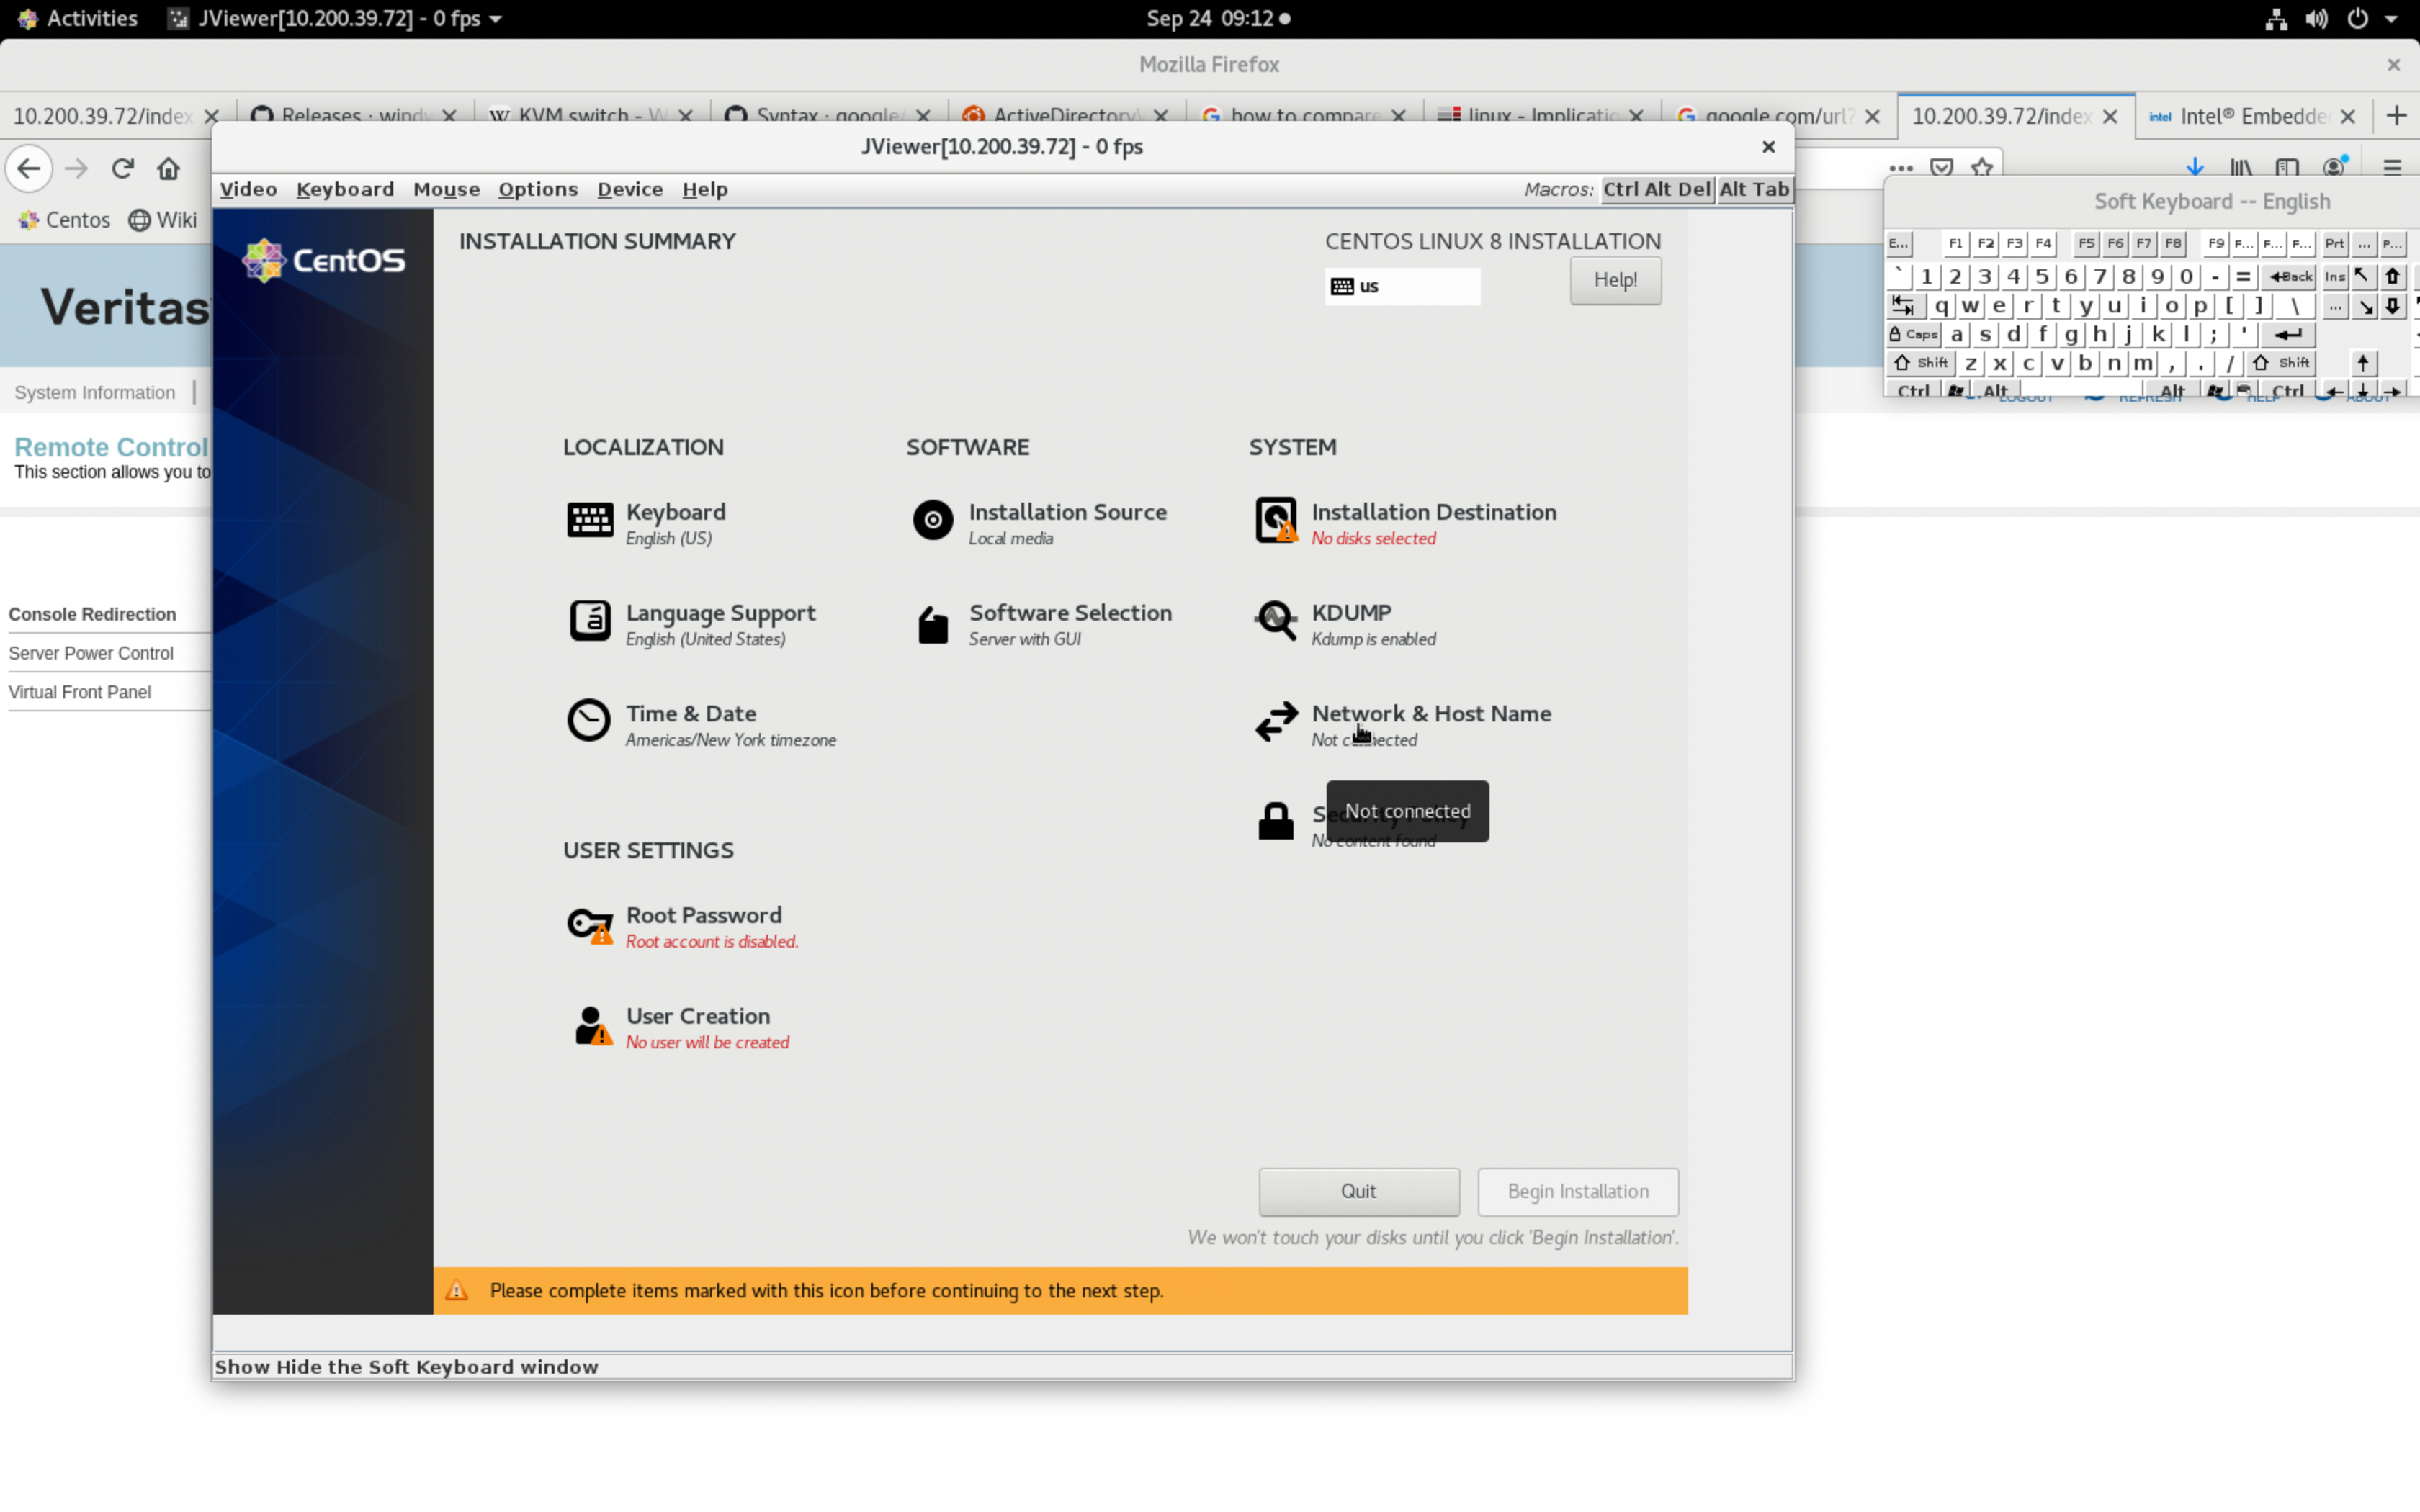 Activities JViewer[10.200.39.72] - 0 fps Sep 24 09:12
Mozilla Firefox
10.200.39.72/index Releases · wind KVM switch - W Syntax · google/ ActiveDirectory how to compare linux - Implicatio google.com/url? 10.200.39.72/index intel Intel® Embedde
JViewer[10.200.39.72] - 0 fps
Video Keyboard Mouse Options Device Help Macros: Ctrl Alt Del Alt Tab
Centos Wiki
Soft Keyboard -- English
E... F1 F2 F3 F4 F5 F6 F7 F8 F9 F... F... F... Prt ... P...
` 1 2 3 4 5 6 7 8 9 0 - = Back Ins
q w e r t y u i o p [ ] \ ...
Caps a s d f g h j k l ; '
Shift z x c v b n m , . / Shift
Ctrl Alt Alt Ctrl
LOGOUT REFRESH HELP ABOUT
Veritas
System Information
Remote Control
This section allows you to
Console Redirection
Server Power Control
Virtual Front Panel
CentOS
INSTALLATION SUMMARY
CENTOS LINUX 8 INSTALLATION
us
Help!
LOCALIZATION
Keyboard
English (US)
Language Support
English (United States)
Time & Date
Americas/New York timezone
SOFTWARE
Installation Source
Local media
Software Selection
Server with GUI
SYSTEM
Installation Destination
No disks selected
KDUMP
Kdump is enabled
Network & Host Name
Not connected
Not connected
Security Policy
No content found
USER SETTINGS
Root Password
Root account is disabled.
User Creation
No user will be created
Quit
Begin Installation
We won't touch your disks until you click 'Begin Installation'.
Please complete items marked with this icon before continuing to the next step.
Show Hide the Soft Keyboard window